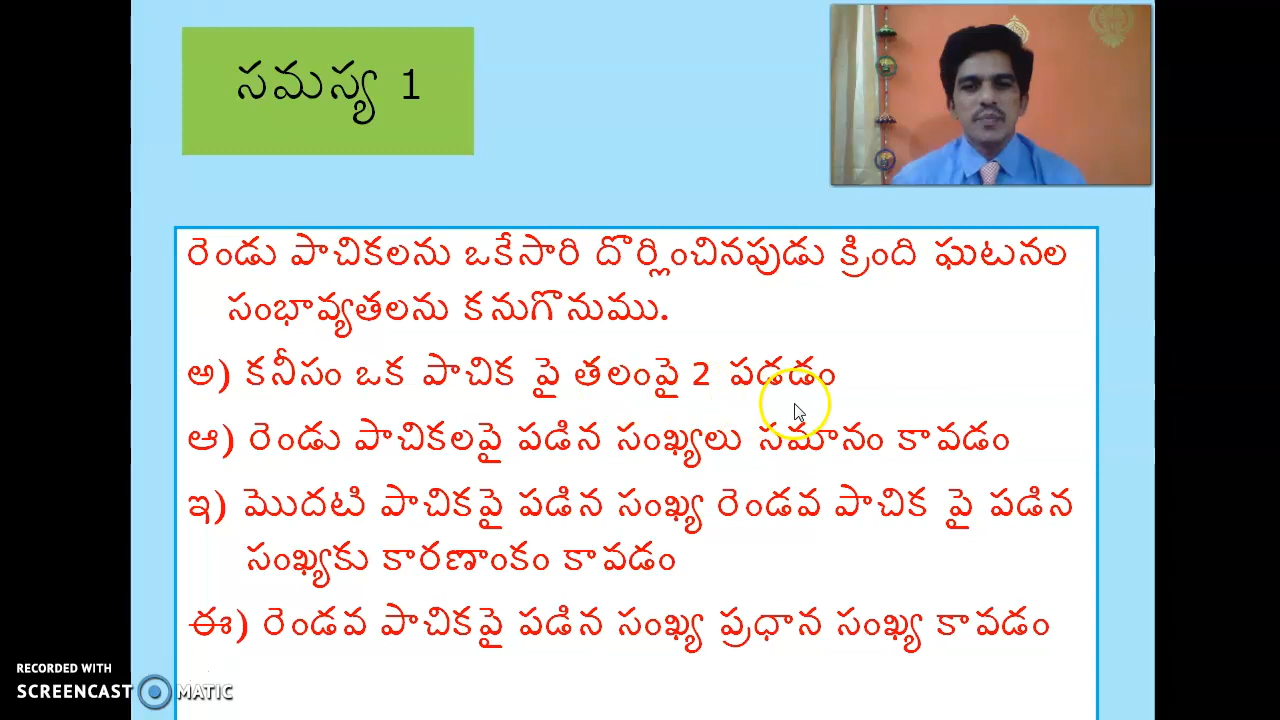 సమస్య 1
రెండు పాచికలను ఒకేసారి దొర్లించినపుడు క్రింది ఘటనల
సంభావ్యతలను కనుగొనుము.
అ) కనీసం ఒక పాచిక పై తలంపై 2 పడడం
ఆ) రెండు పాచికలపై పడిన సంఖ్యలు సమానం కావడం
ఇ) మొదటి పాచికపై పడిన సంఖ్య రెండవ పాచిక పై పడిన
సంఖ్యకు కారణాంకం కావడం
ఈ) రెండవ పాచికపై పడిన సంఖ్య ప్రధాన సంఖ్య కావడం
RECORDED WITH
SCREENCAST MATIC